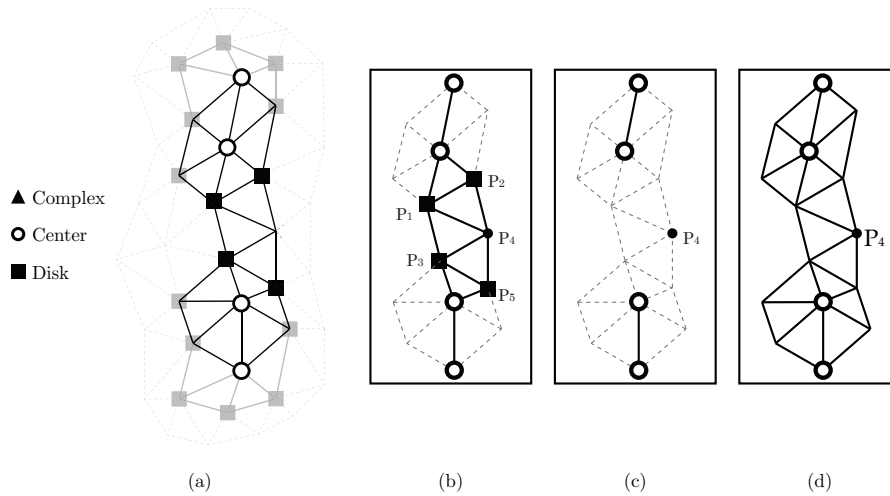 Complex
Center
Disk
P2
P1
P4
P3
P5
P4
P4
(a)
(b)
(c)
(d)